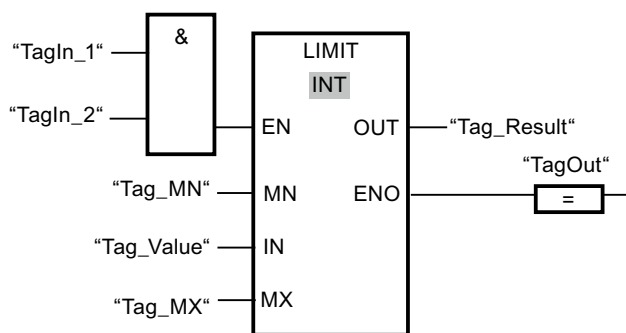 &
LIMIT
INT
“TagIn_1“
“TagIn_2“
EN
OUT
“Tag_Result“
“TagOut“
“Tag_MN“
MN
ENO
=
“Tag_Value“
IN
“Tag_MX“
MX